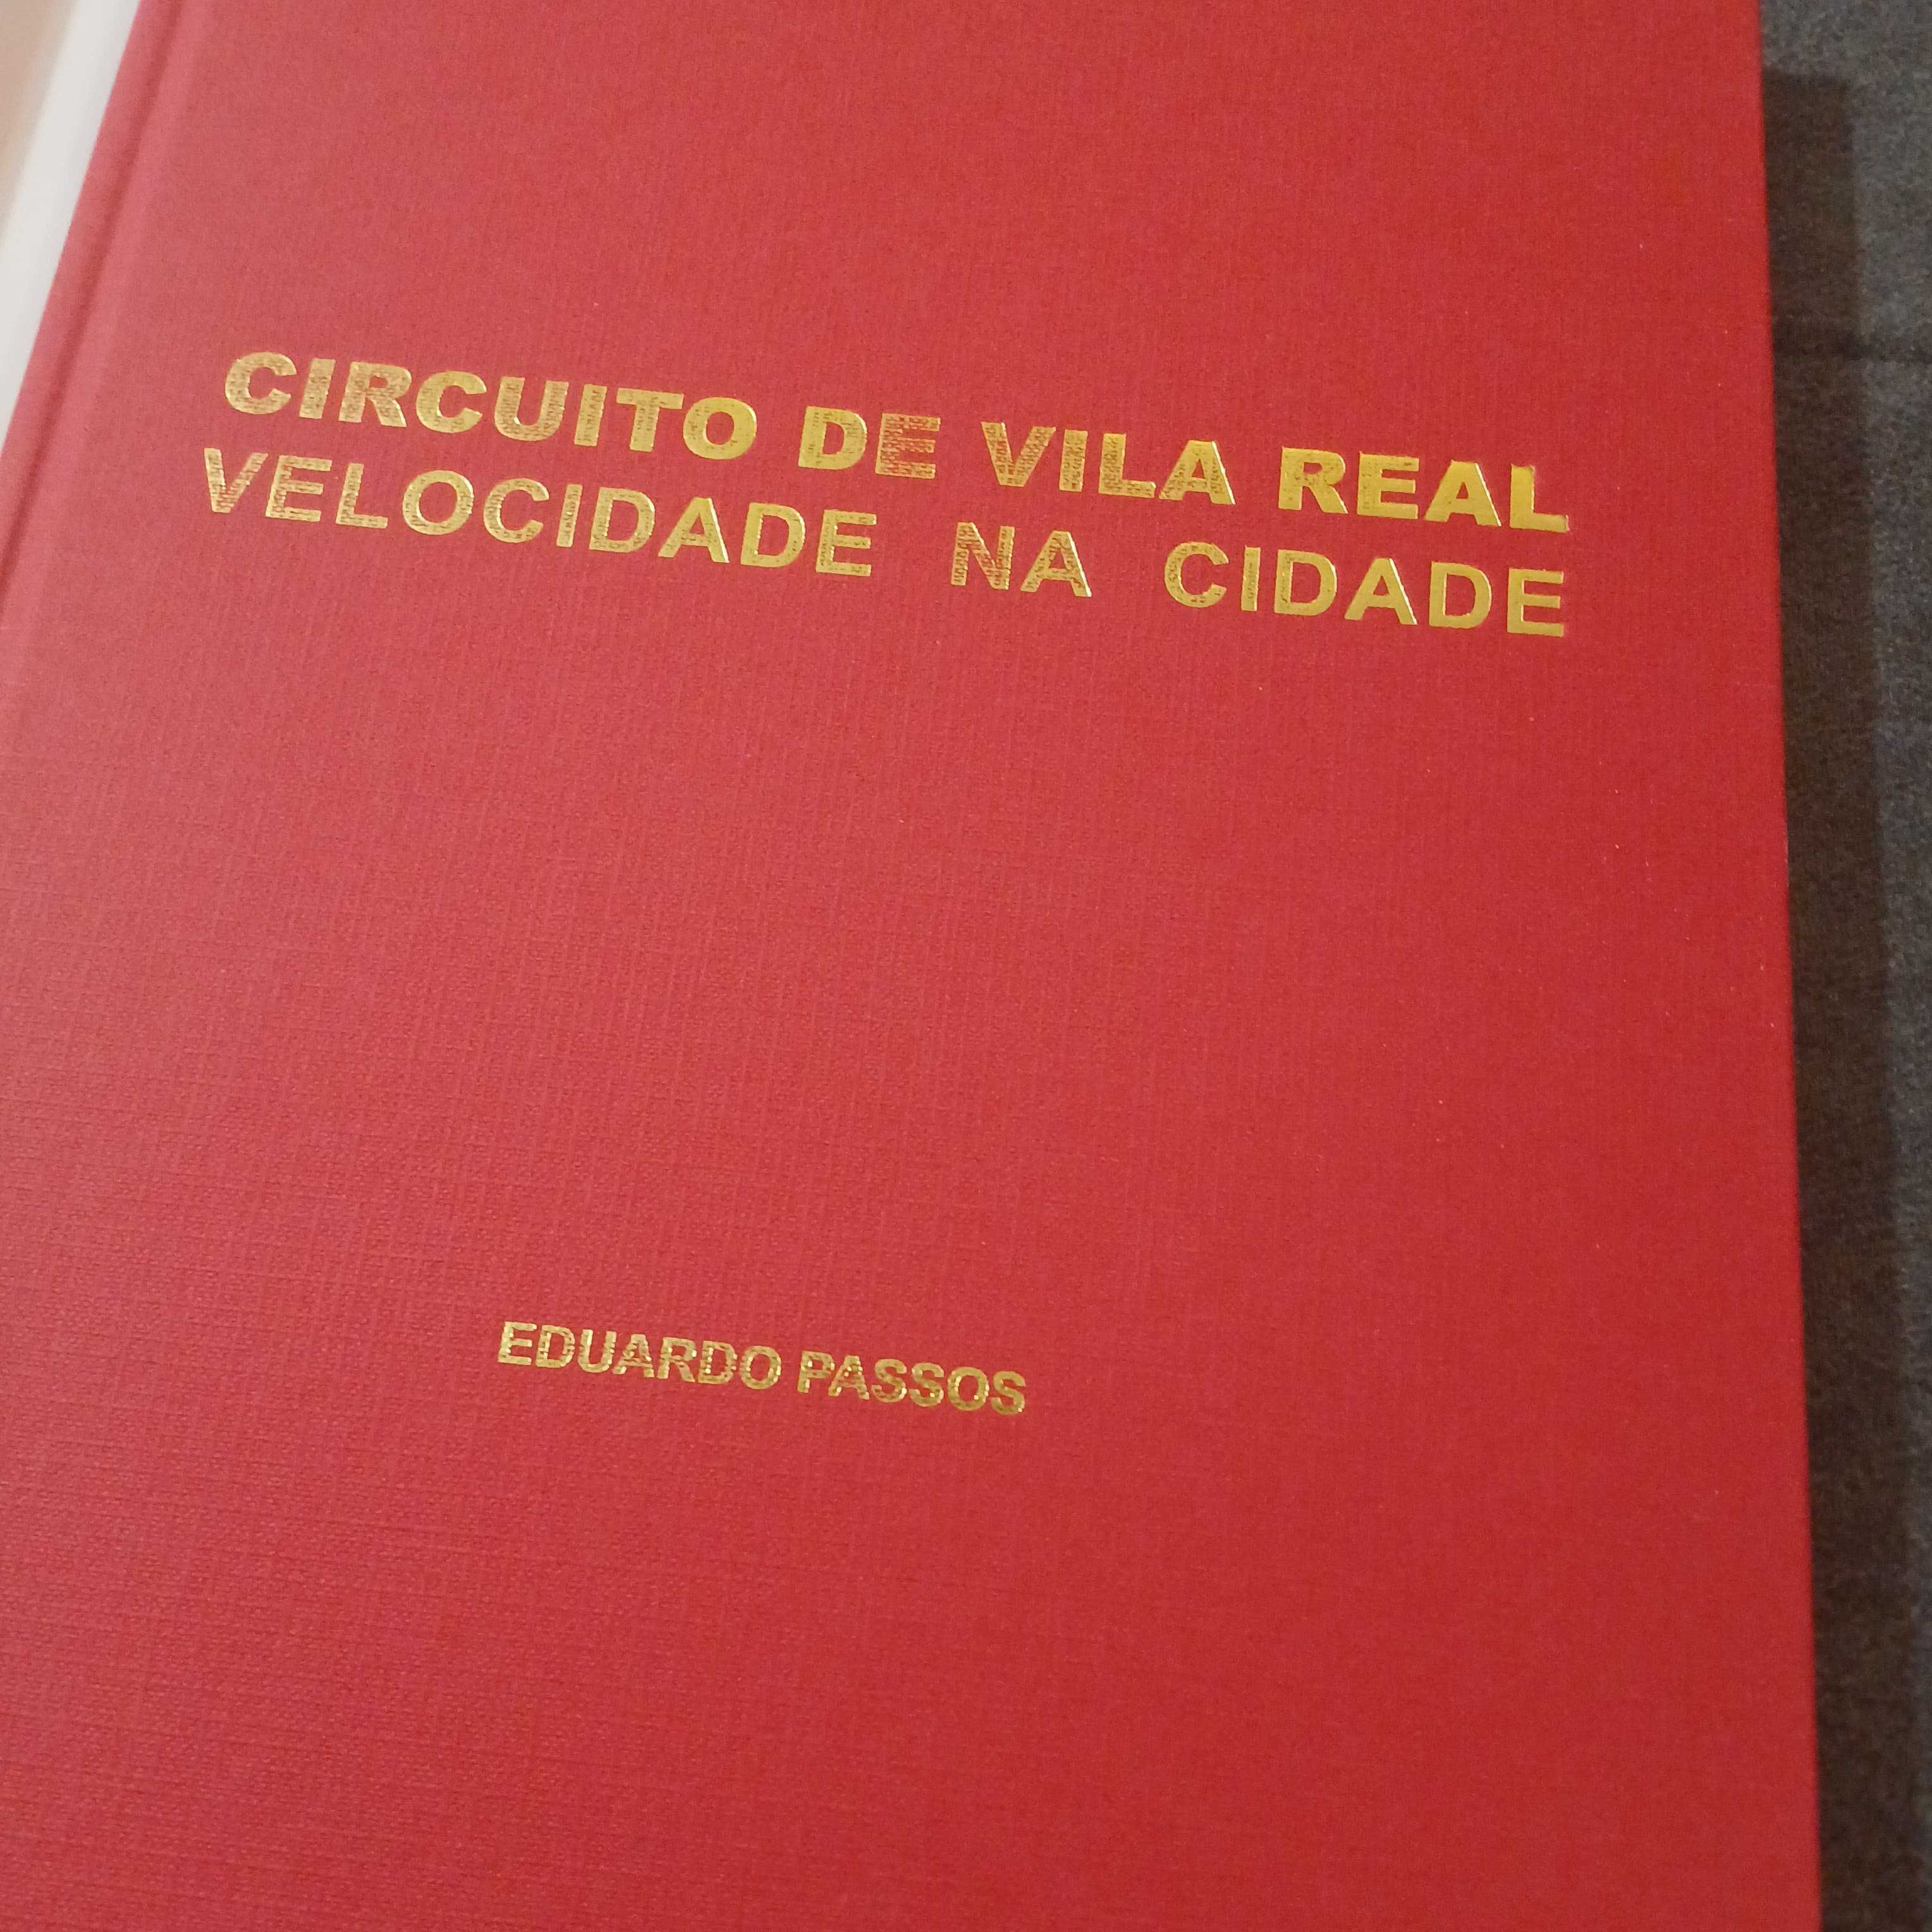 CIRCUITO DE VILA REAL
VELOCIDADE NA CIDADE
EDUARDO PASSOS